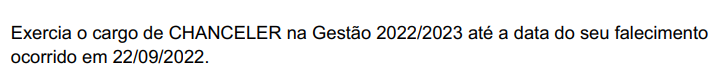 Exercia o cargo de CHANCELER na Gestão 2022/2023 até a data do seu falecimento
ocorrido em 22/09/2022.